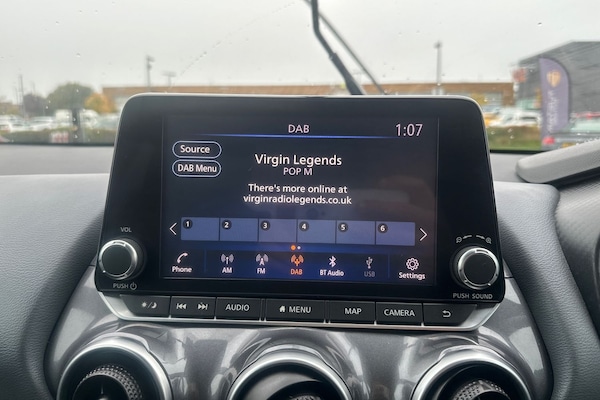 DAB
1:07
Source
DAB Menu
Virgin Legends
POP M
There's more online at
virginradiolegends.co.uk
1 2 3 4 5 6
Phone AM FM DAB BT Audio USB Settings
VOL
PUSH
PUSH SOUND
AUDIO MENU MAP CAMERA